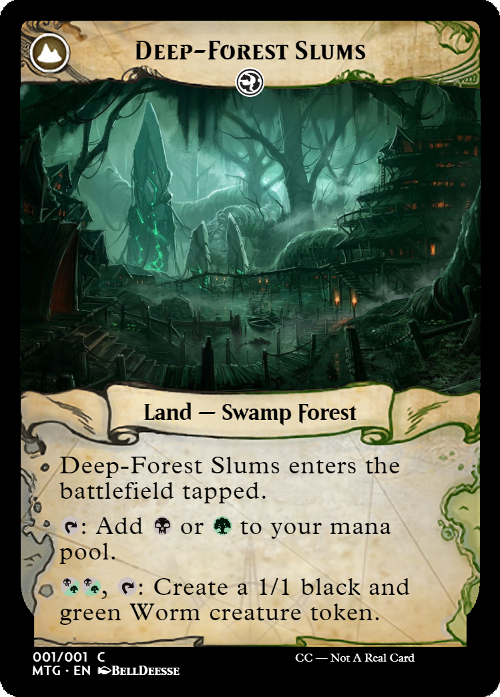 Deep-Forest Slums
Land — Swamp Forest
Deep-Forest Slums enters the
battlefield tapped.
: Add or to your mana
pool.
, : Create a 1/1 black and
green Worm creature token.
001/001 C
MTG · EN BellDeesse
CC — Not A Real Card